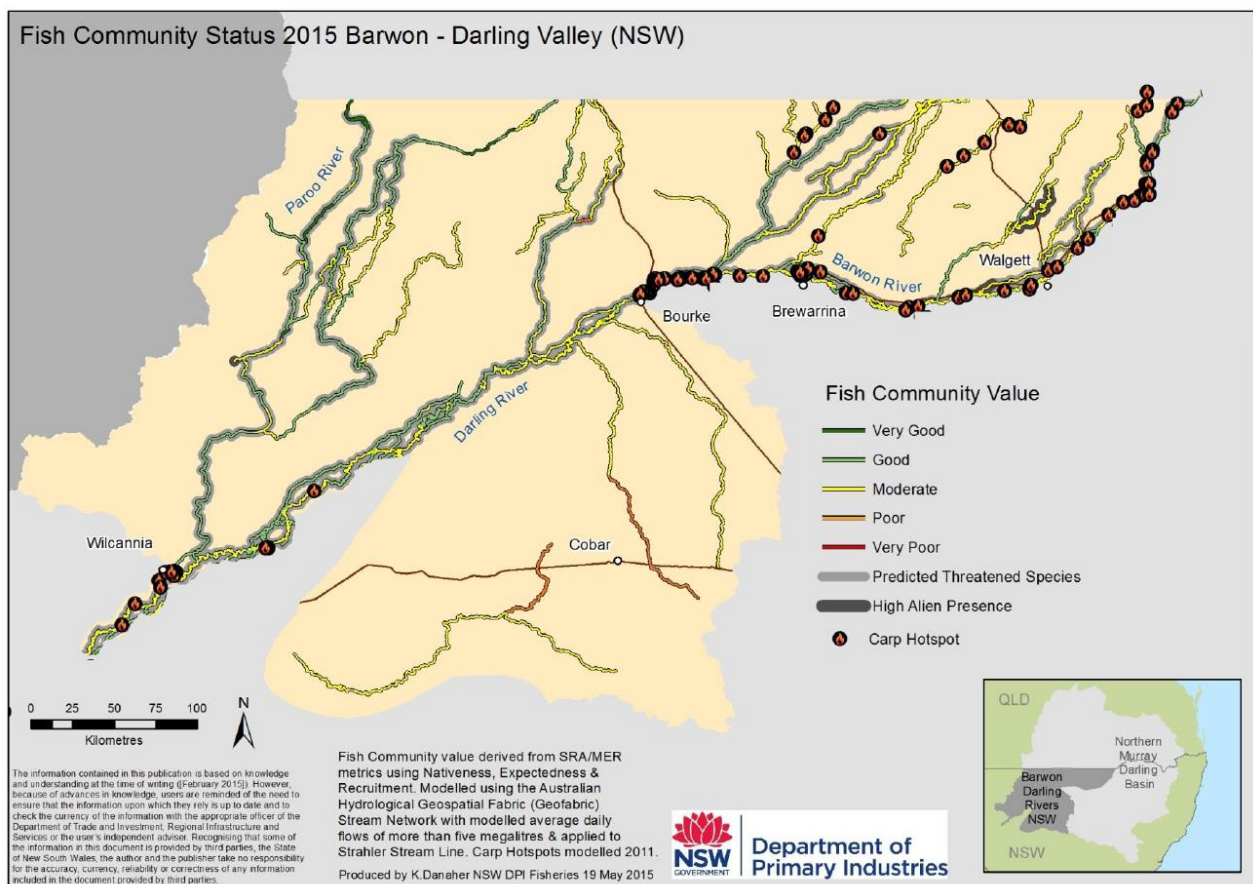 Fish Community Status 2015 Barwon - Darling Valley (NSW)
Paroo River
Barwon River
Walgett
Bourke
Brewarrina
Darling River
Wilcannia
Cobar
Fish Community Value
Very Good
Good
Moderate
Poor
Very Poor
Predicted Threatened Species
High Alien Presence
Carp Hotspot
0 25 50 75 100
Kilometres
N
The information contained in this publication is based on knowledge
and understanding at the time of writing ([February 2015]). However,
because of advances in knowledge, users are reminded of the need to
ensure that the information upon which they rely is up to date and to
check the currency of the information with the appropriate officer of the
Department of Trade and Investment, Regional Infrastructure and
Services or the user's independent adviser. Recognising that some of
the information in this document is provided by third parties, the State
of New South Wales, the author and the publisher take no responsibility
for the accuracy, currency, reliability or correctness of any information
included in the document provided by third parties.
Fish Community value derived from SRA/MER
metrics using Nativeness, Expectedness &
Recruitment. Modelled using the Australian
Hydrological Geospatial Fabric (Geofabric)
Stream Network with modelled average daily
flows of more than five megalitres & applied to
Strahler Stream Line. Carp Hotspots modelled 2011.
Produced by K.Danaher NSW DPI Fisheries 19 May 2015
NSW
GOVERNMENT
Department of
Primary Industries
QLD
Northern
Murray
Darling
Basin
Barwon
Darling
Rivers
NSW
NSW